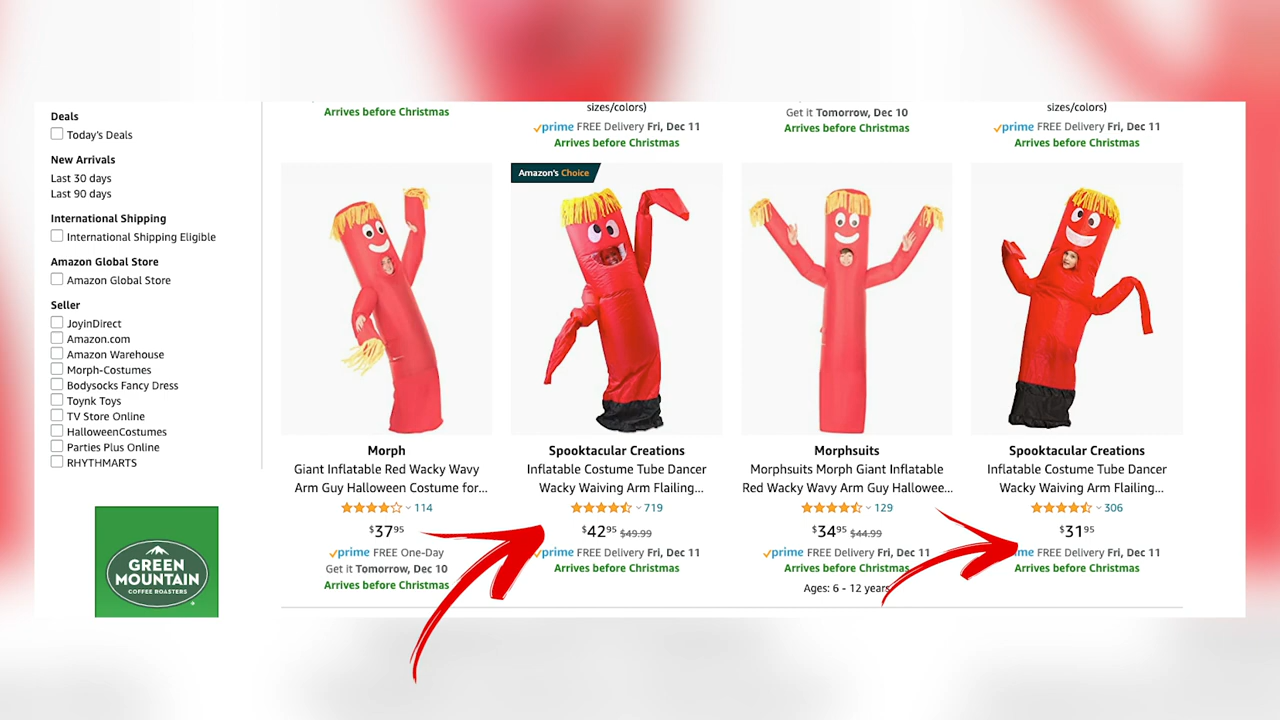 Deals
Today's Deals
New Arrivals
Last 30 days
Last 90 days
International Shipping
International Shipping Eligible
Amazon Global Store
Amazon Global Store
Seller
JoyinDirect
Amazon.com
Amazon Warehouse
Morph-Costumes
Bodysocks Fancy Dress
Toynk Toys
TV Store Online
HalloweenCostumes
Parties Plus Online
RHYTHMARTS
GREEN
MOUNTAIN
COFFEE ROASTERS
Arrives before Christmas
sizes/colors)
prime FREE Delivery Fri, Dec 11
Arrives before Christmas
Get it Tomorrow, Dec 10
Arrives before Christmas
sizes/colors)
prime FREE Delivery Fri, Dec 11
Arrives before Christmas
Morph
Giant Inflatable Red Wacky Wavy
Arm Guy Halloween Costume for...
114
$37.95
prime FREE One-Day
Get it Tomorrow, Dec 10
Arrives before Christmas
Amazon's Choice
Spooktacular Creations
Inflatable Costume Tube Dancer
Wacky Waiving Arm Flailing...
719
$42.95 $49.99
prime FREE Delivery Fri, Dec 11
Arrives before Christmas
Morphsuits
Morphsuits Morph Giant Inflatable
Red Wacky Wavy Arm Guy Hallowee...
129
$34.95 $44.99
prime FREE Delivery Fri, Dec 11
Arrives before Christmas
Ages: 6 - 12 years
Spooktacular Creations
Inflatable Costume Tube Dancer
Wacky Waiving Arm Flailing...
306
$31.95
me FREE Delivery Fri, Dec 11
Arrives before Christmas